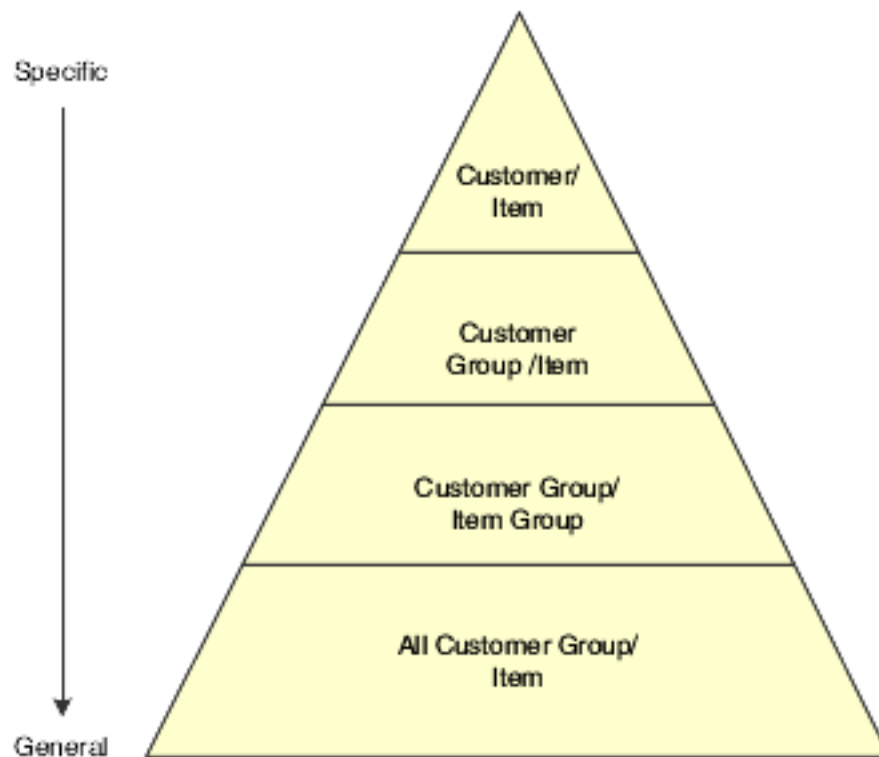 Specific
Customer/
Item
Customer
Group /Item
Customer Group/
Item Group
All Customer Group/
Item
General